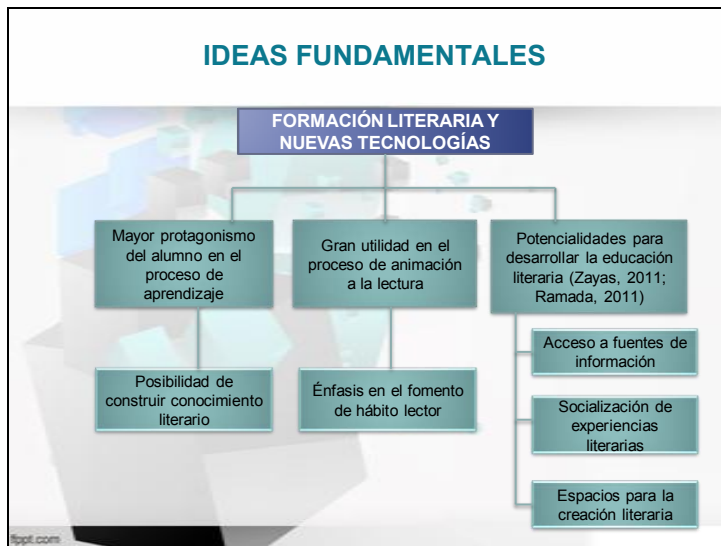 IDEAS FUNDAMENTALES
FORMACIÓN LITERARIA Y
NUEVAS TECNOLOGÍAS
Mayor protagonismo
del alumno en el
proceso de
aprendizaje
Posibilidad de
construir conocimiento
literario
Gran utilidad en el
proceso de animación
a la lectura
Énfasis en el fomento
de hábito lector
Potencialidades para
desarrollar la educación
literaria (Zayas, 2011;
Ramada, 2011)
Acceso a fuentes de
información
Socialización de
experiencias
literarias
Espacios para la
creación literaria
fppt.com